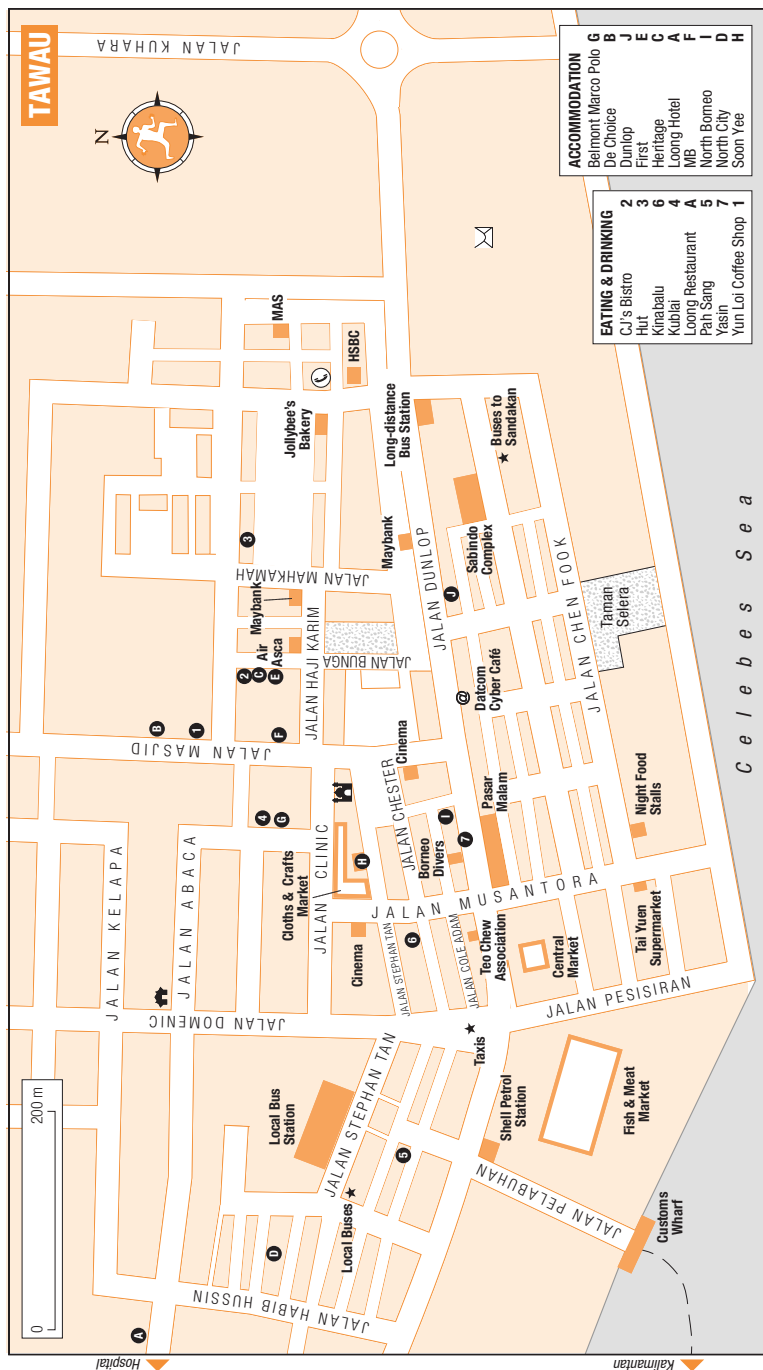 TAWAU
JALAN KUHARA
N
ACCOMMODATION
Belmont Marco Polo G
De Choice B
Dunlop J
First E
Heritage C
Loong Hotel A
MB F
North Borneo I
North City D
Soon Yee H
EATING & DRINKING
CJ's Bistro 2
Hut 3
Kinabalu 6
Kublai 4
Loong Restaurant A
Pah Sang 5
Yasin 7
Yun Loi Coffee Shop 1
MAS
HSBC
Jollybee's
Bakery
Long-distance
Bus Station
Buses to
Sandakan
3
JALAN MAHKAMAH
Maybank
Maybank
JALAN DUNLOP
Sabindo
Complex
J
JALAN CHEN FOOK
Taman
Selera
Celebes Sea
2
C
E
Air
Asca
JALAN HAJI KARIM
JALAN BUNGA
@
Datcom
Cyber Café
B
1
F
JALAN MASJID
Cinema
JALAN CHESTER
Pasar
Malam
Night Food
Stalls
4
G
JALAN CLINIC
Cloths & Crafts
Market
H
I
7
Borneo
Divers
JALAN MUSANTORA
JALAN KELAPA
JALAN ABACA
Cinema
JALAN STEPHAN TAN
6
JALAN COLE ADAM
Teo Chew
Association
Central
Market
Tai Yuen
Supermarket
JALAN DOMENIC
JALAN PESISIRAN
Taxis
200 m
0
Local Bus
Station
JALAN STEPHAN TAN
Shell Petrol
Station
Fish & Meat
Market
5
Local Buses
D
JALAN HABIB HUSSIN
JALAN PELABUHAN
Customs
Wharf
A
Hospital
Kalimantan